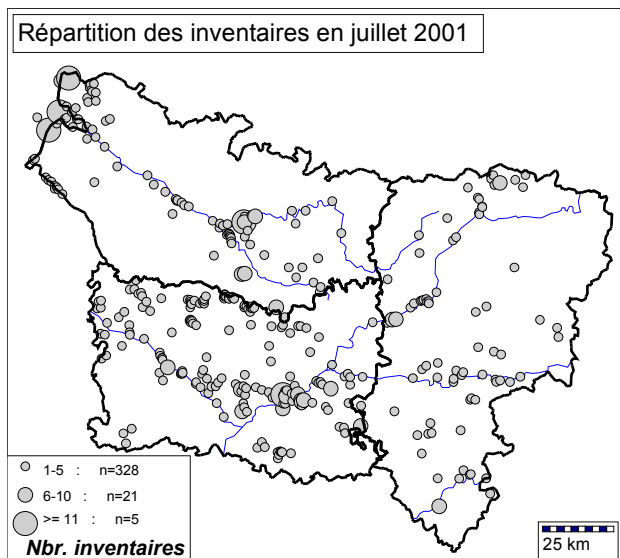 Répartition des inventaires en juillet 2001
1-5 : n=328
6-10 : n=21
>= 11 : n=5
Nbr. inventaires
25 km